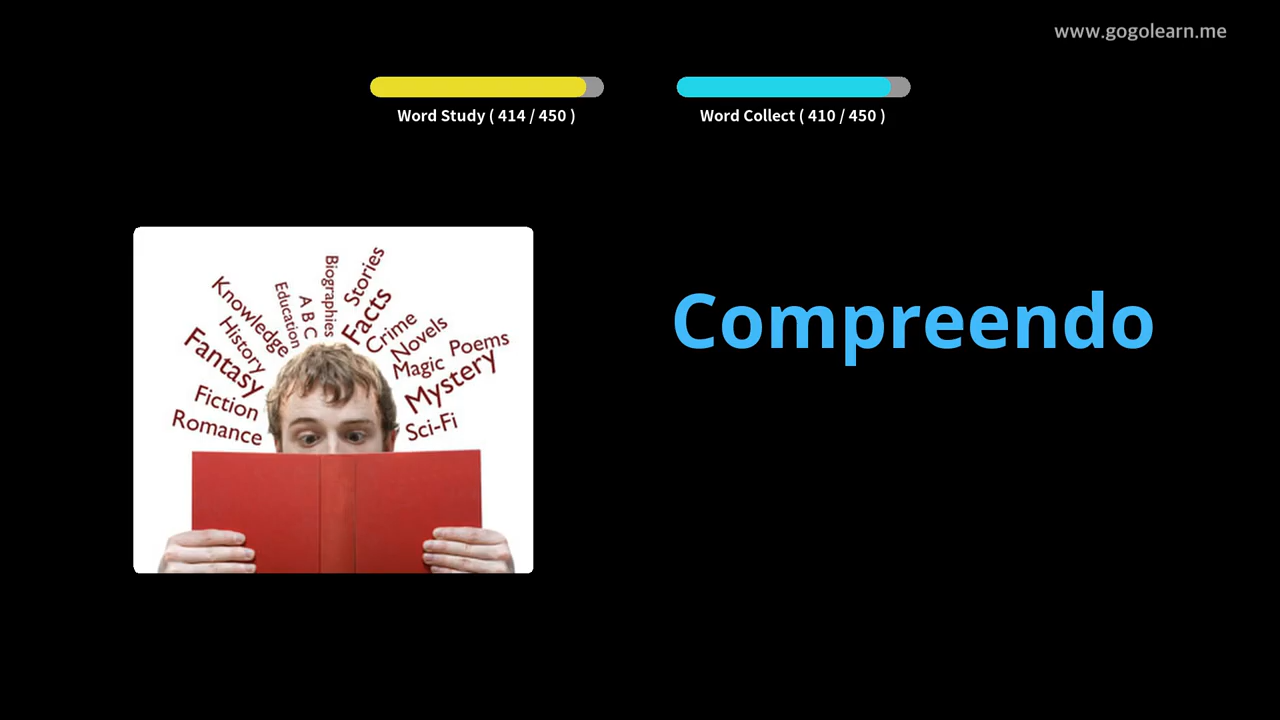 www.gogolearn.me
Word Study ( 414 / 450 )
Word Collect ( 410 / 450 )
Compreendo
Biographies
Stories
Education
A B C
Facts
Knowledge
Crime
History
Novels
Fantasy
Magic
Poems
Mystery
Fiction
Romance
Sci-Fi